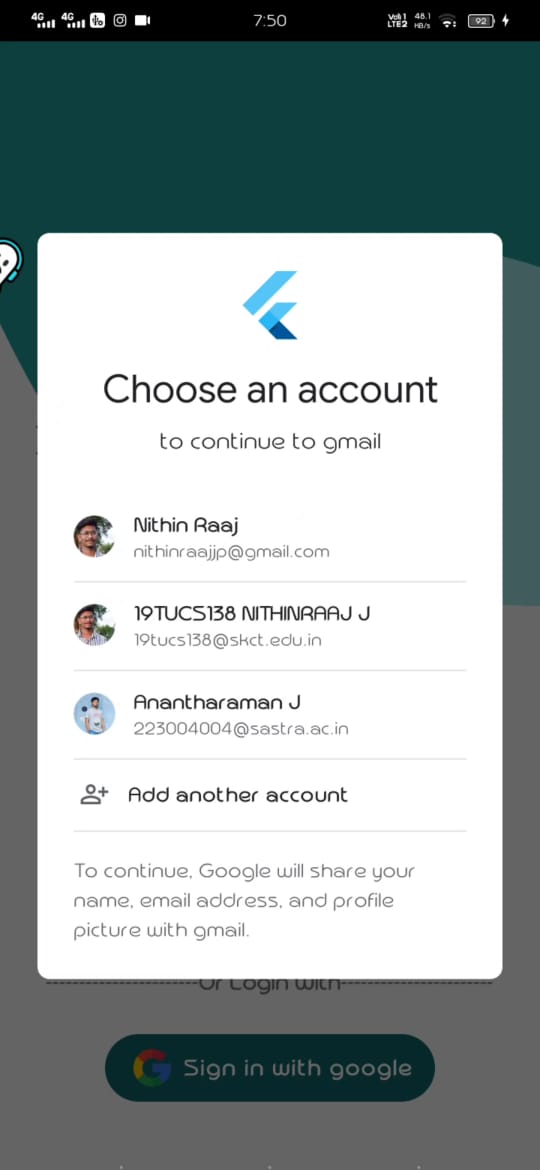 4G 4G 7:50 Vo)) 1 LTE2 48.1 KB/s 92
Choose an account
to continue to gmail
Nithin Raaj
nithinraajjp@gmail.com
19TUCS138 NITHINRAAJ J
19tucs138@skct.edu.in
Anantharaman J
223004004@sastra.ac.in
Add another account
To continue, Google will share your
name, email address, and profile
picture with gmail.
-----------------------Or Login with-----------------------
Sign in with google